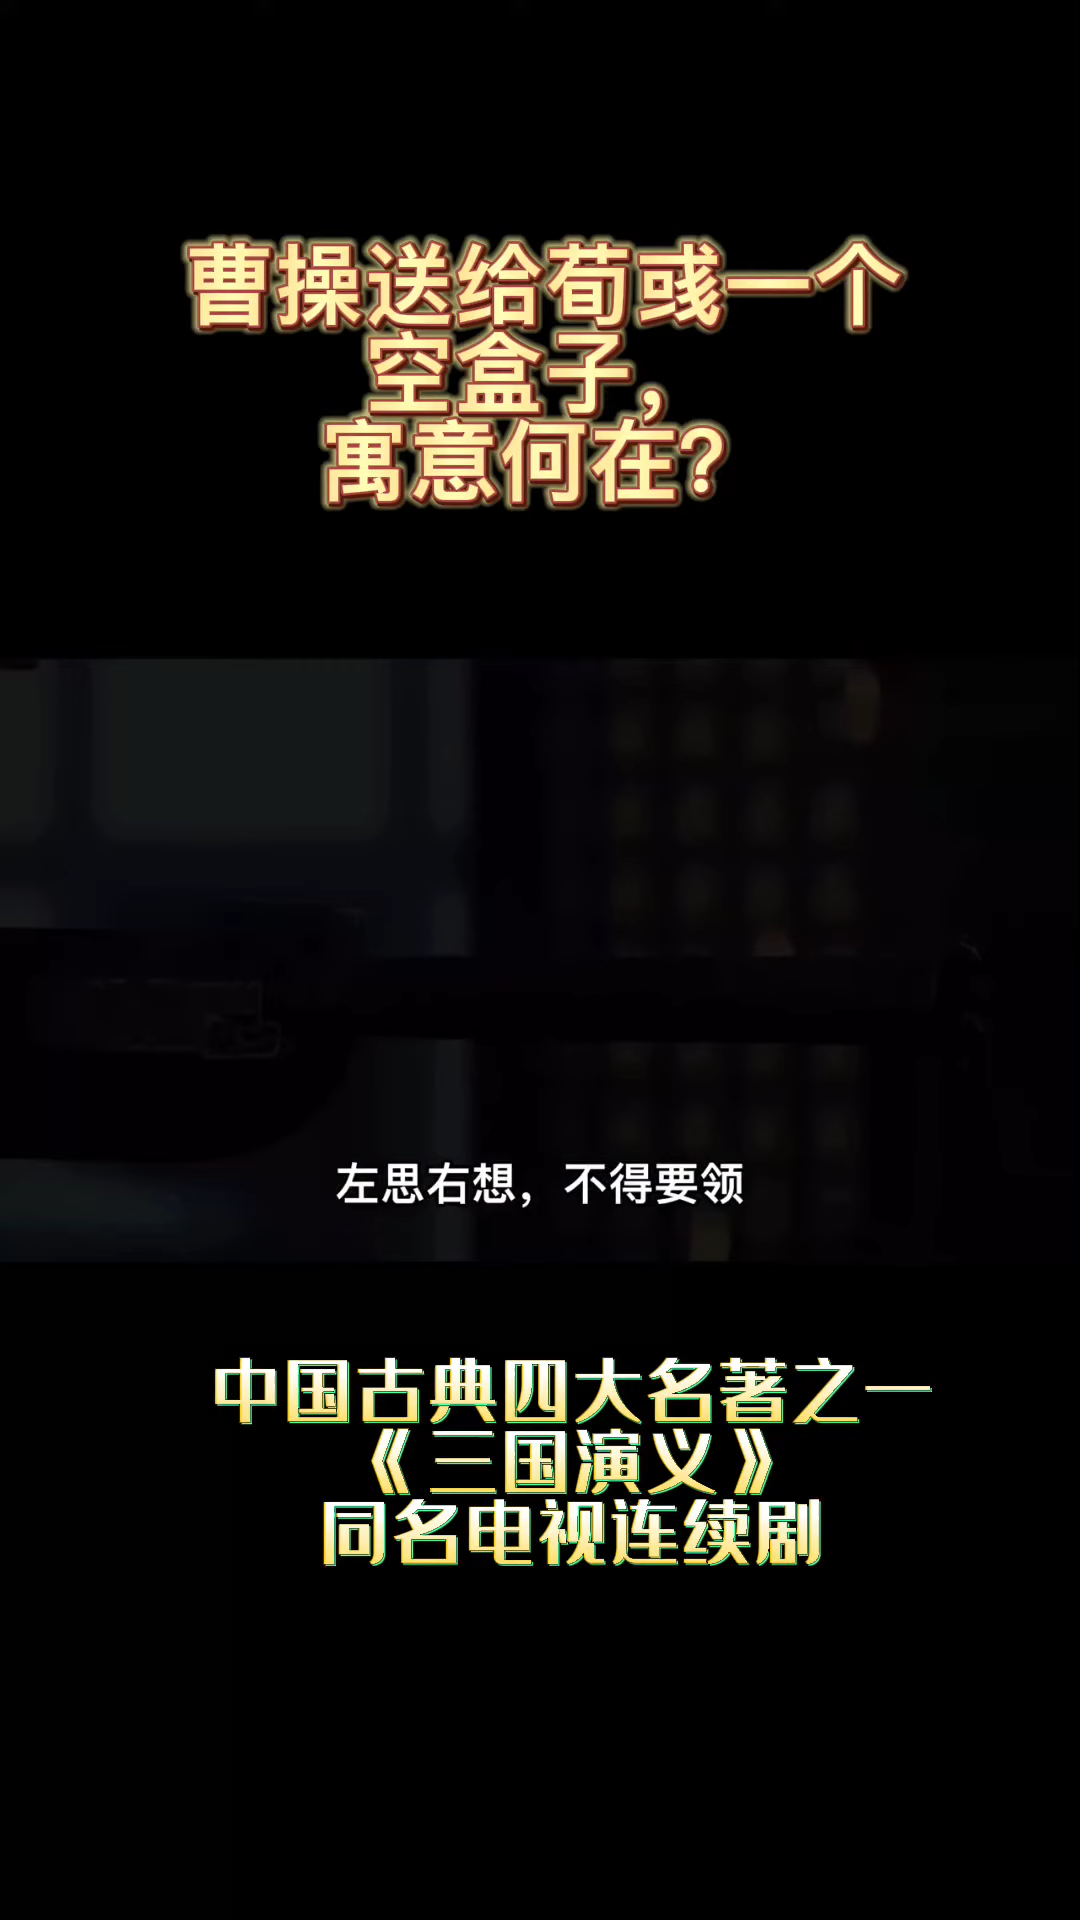 曹操送给荀彧一个
空盒子，
寓意何在？
左思右想，不得要领
中国古典四大名著之一
《三国演义》
同名电视连续剧